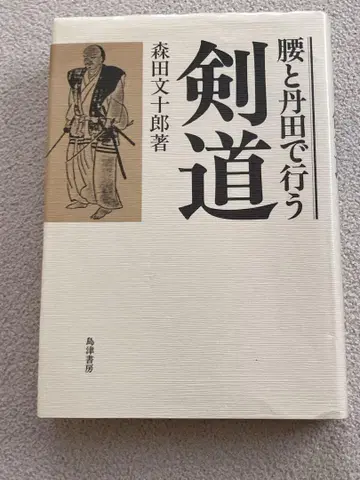 腰と丹田で行う
剣道
森田文十郎著
島津書房